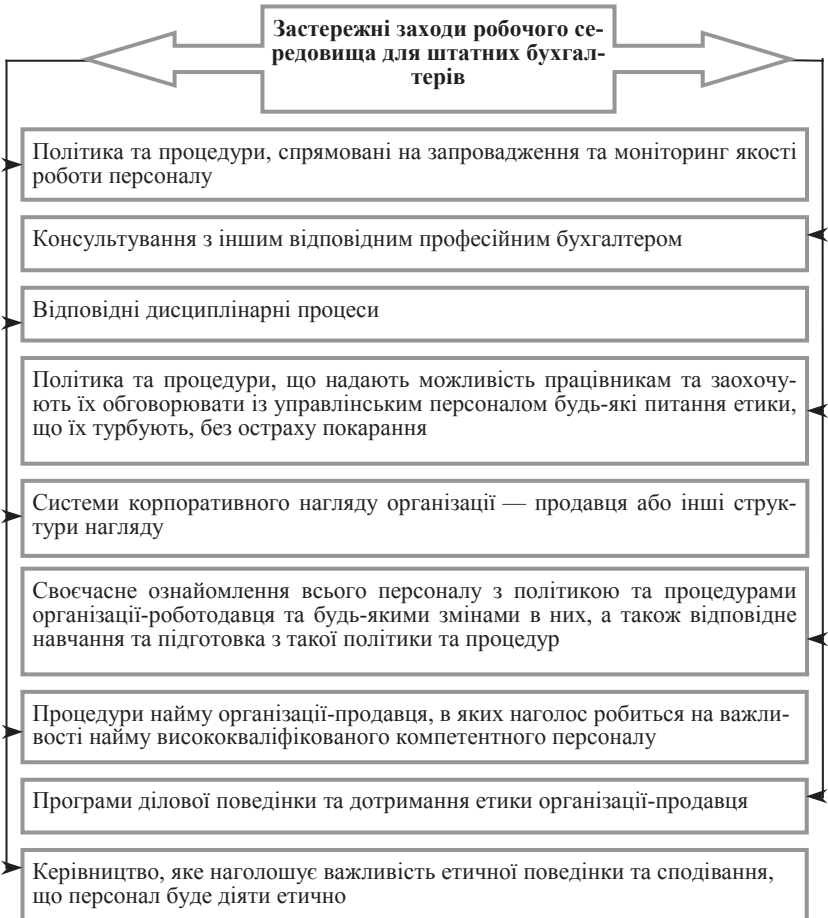 Застережні заходи робочого се-
редовища для штатних бухгал-
терів
Політика та процедури, спрямовані на запровадження та моніторинг якості
роботи персоналу
Консультування з іншим відповідним професійним бухгалтером
Відповідні дисциплінарні процеси
Політика та процедури, що надають можливість працівникам та заохочу-
ють їх обговорювати із управлінським персоналом будь-які питання етики,
що їх турбують, без остраху покарання
Системи корпоративного нагляду організації — продавця або інші струк-
тури нагляду
Своєчасне ознайомлення всього персоналу з політикою та процедурами
організації-роботодавця та будь-якими змінами в них, а також відповідне
навчання та підготовка з такої політики та процедур
Процедури найму організації-продавця, в яких наголос робиться на важли-
вості найму висококваліфікованого компетентного персоналу
Програми ділової поведінки та дотримання етики організації-продавця
Керівництво, яке наголошує важливість етичної поведінки та сподівання,
що персонал буде діяти етично